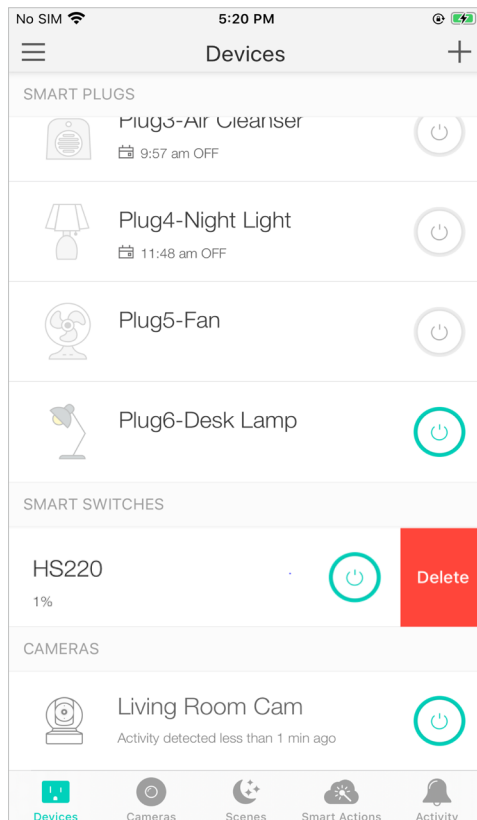 No SIM 5:20 PM
Devices
SMART PLUGS
Plug3-Air Cleanser
9:57 am OFF
Plug4-Night Light
11:48 am OFF
Plug5-Fan
Plug6-Desk Lamp
SMART SWITCHES
HS220
1%
Delete
CAMERAS
Living Room Cam
Activity detected less than 1 min ago
Devices Cameras Scenes Smart Actions Activity